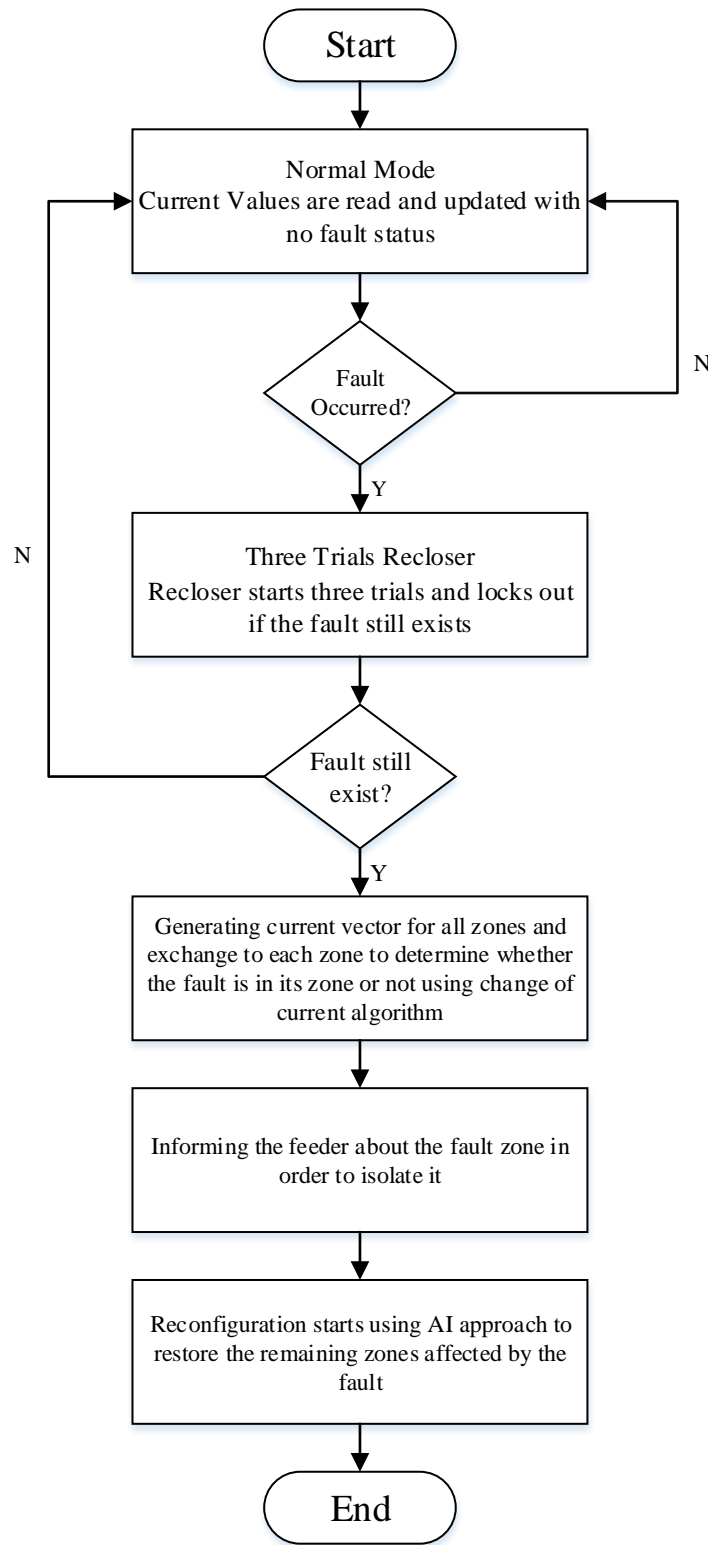 Start
Normal Mode
Current Values are read and updated with
no fault status
Fault
Occurred?
N
Y
Three Trials Recloser
Recloser starts three trials and locks out
if the fault still exists
N
Fault still
exist?
Y
Generating current vector for all zones and
exchange to each zone to determine whether
the fault is in its zone or not using change of
current algorithm
Informing the feeder about the fault zone in
order to isolate it
Reconfiguration starts using AI approach to
restore the remaining zones affected by the
fault
End